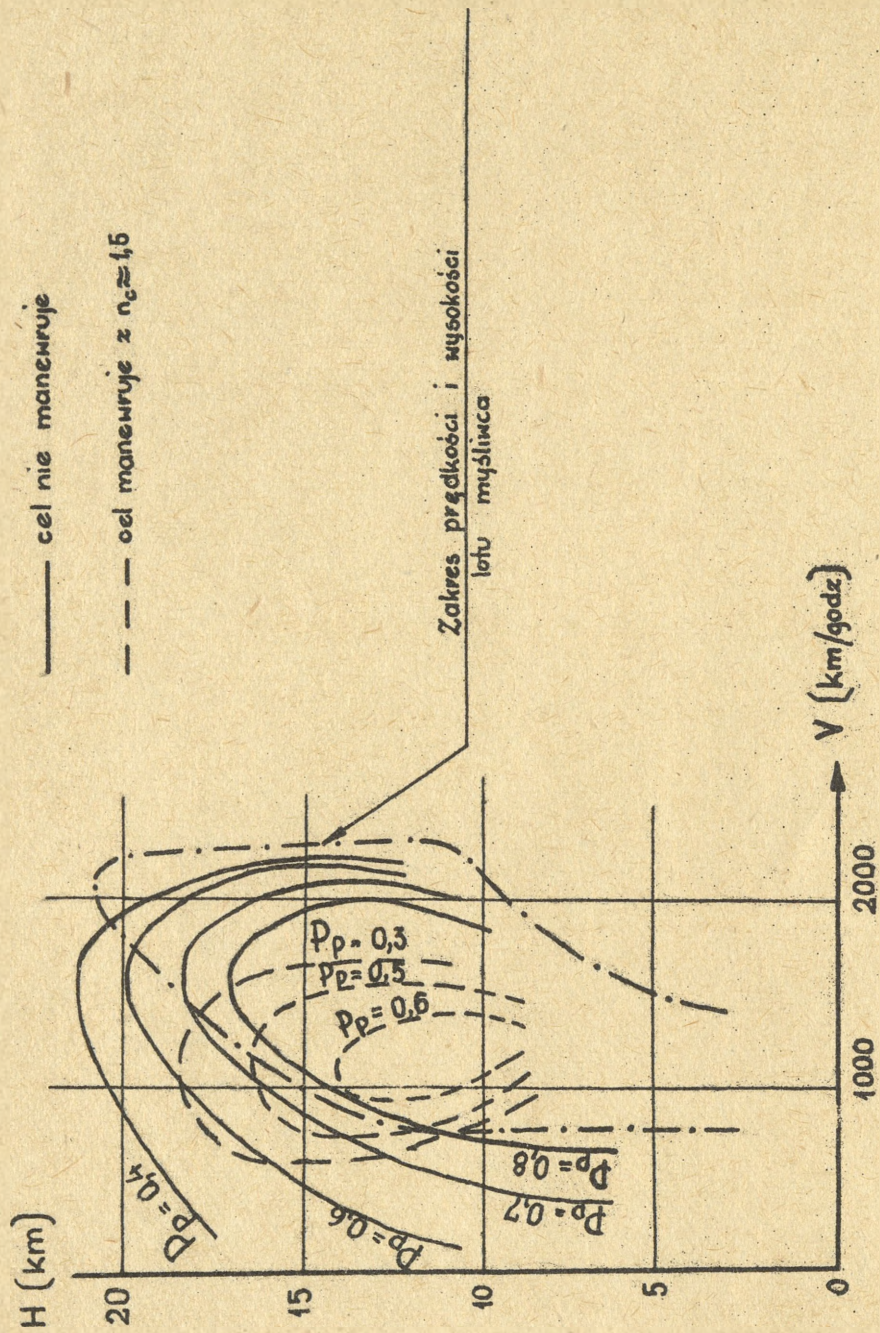 H (km)
—— cel nie manewruje
— — — cel manewruje z n_c≈1,5
20
15
10
5
0
1000
2000
V (km/godz)
Zakres prędkości i wysokości
lotu myśliwca
Pp = 0,3
Pp = 0,5
Pp = 0,6
Pp = 0,4
Pp = 0,6
Pp = 0,7
Pp = 0,8